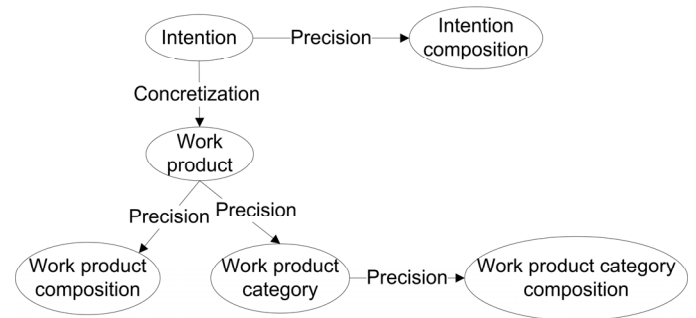 Intention
Precision
Intention
composition
Concretization
Work
product
Precision
Precision
Work product
composition
Work product
category
Precision
Work product category
composition